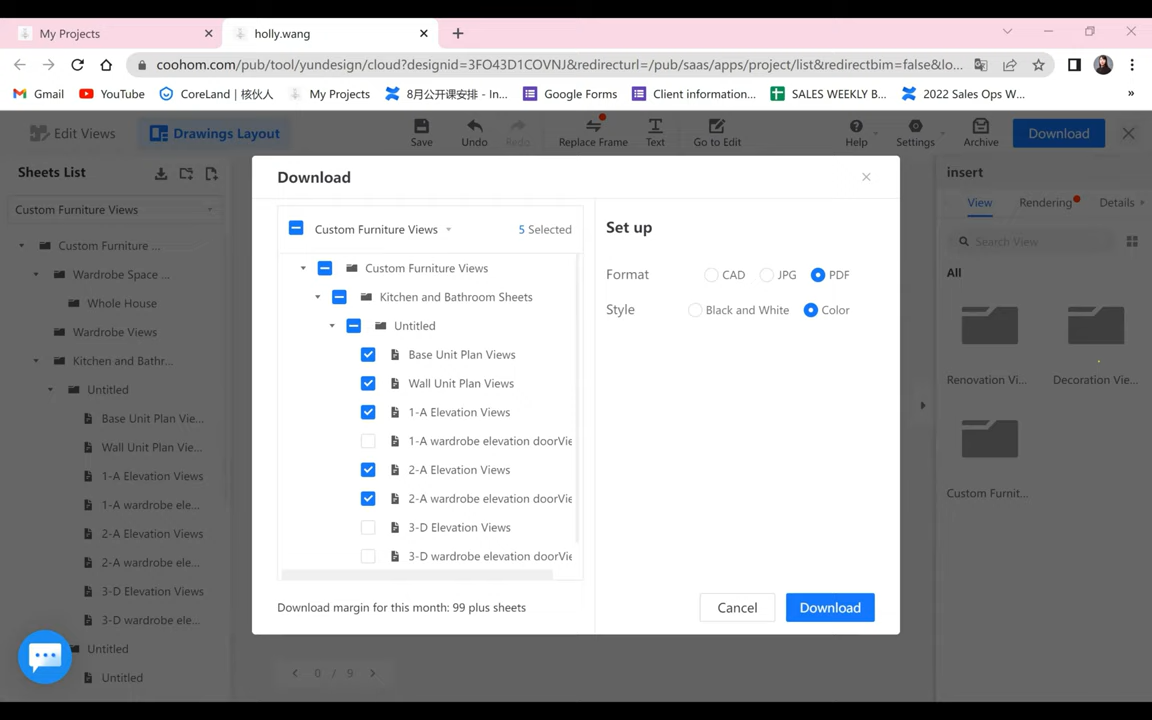 My Projects
holly.wang
coohom.com/pub/tool/yundesign/cloud?designid=3FO43D1COVNJ&redirecturl=/pub/saas/apps/project/list&redirectbim=false&lo...
Gmail
YouTube
CoreLand | 核伙人
My Projects
8月公开课安排 - In...
Google Forms
Client information...
SALES WEEKLY B...
2022 Sales Ops W...
»
Edit Views
Drawings Layout
Save
Undo
Redo
Replace Frame
Text
Go to Edit
Help
Settings
Archive
Download
Sheets List
Custom Furniture Views
Custom Furniture ...
Wardrobe Space ...
Whole House
Wardrobe Views
Kitchen and Bathr...
Untitled
Base Unit Plan Vie...
Wall Unit Plan Vie...
1-A Elevation Views
1-A wardrobe ele...
2-A Elevation Views
2-A wardrobe ele...
3-D Elevation Views
3-D wardrobe ele...
Untitled
Untitled
Download
Custom Furniture Views
5 Selected
Custom Furniture Views
Kitchen and Bathroom Sheets
Untitled
Base Unit Plan Views
Wall Unit Plan Views
1-A Elevation Views
1-A wardrobe elevation doorVie
2-A Elevation Views
2-A wardrobe elevation doorVie
3-D Elevation Views
3-D wardrobe elevation doorVie
Download margin for this month: 99 plus sheets
Set up
Format
CAD
JPG
PDF
Style
Black and White
Color
Cancel
Download
0 / 9
insert
View
Rendering
Details
Search View
All
Renovation Vi...
Decoration Vie...
Custom Furnit...